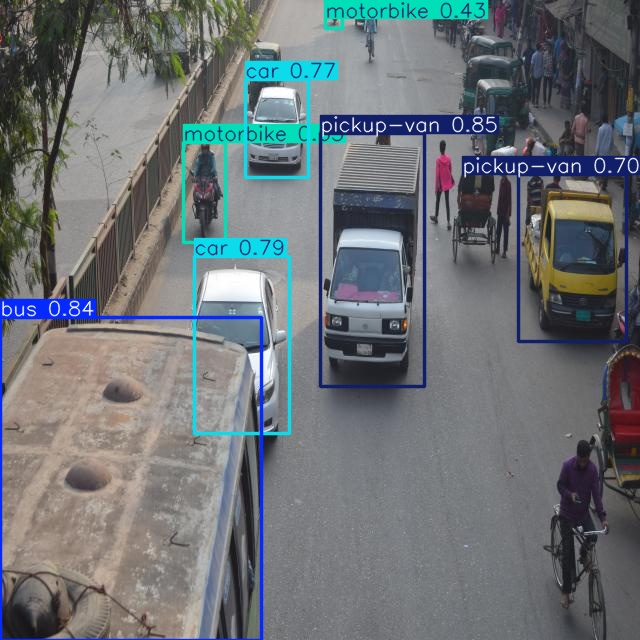 motorbike 0.43
car 0.77
pickup-van 0.85
motorbike 0.
pickup-van 0.70
car 0.79
bus 0.84